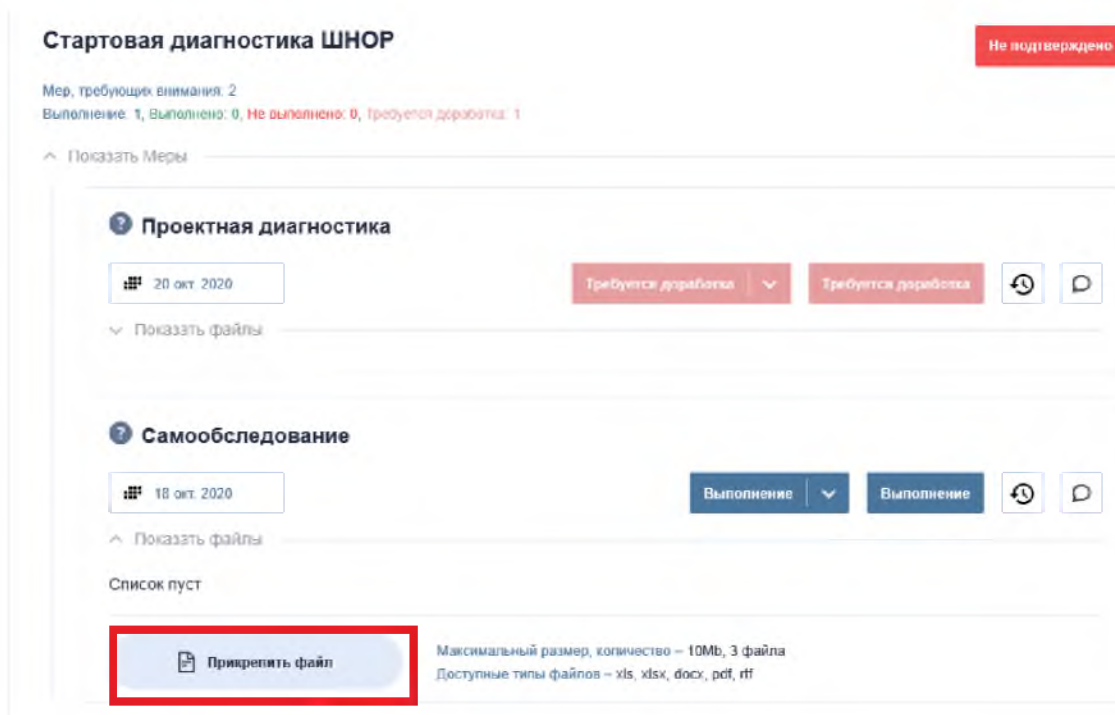 Стартовая диагностика ШНОР
Не подтверждено
Мер, требующих внимания: 2
Выполнение: 1, Выполнено: 0, Не выполнено: 0, Требуется доработка: 1
Показать Меры
Проектная диагностика
20 окт. 2020
Требуется доработка
Требуется доработка
Показать файлы
Самообследование
18 окт. 2020
Выполнение
Выполнение
Показать файлы
Список пуст
Прикрепить файл
Максимальный размер, количество – 10Mb, 3 файла
Доступные типы файлов – xls, xlsx, docx, pdf, rtf